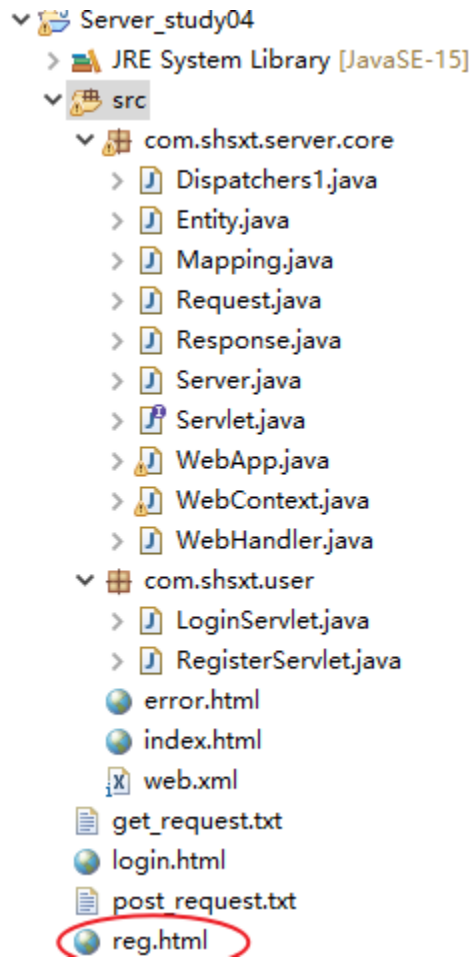 Server_study04
JRE System Library [JavaSE-15]
src
com.shsxt.server.core
Dispatchers1.java
Entity.java
Mapping.java
Request.java
Response.java
Server.java
Servlet.java
WebApp.java
WebContext.java
WebHandler.java
com.shsxt.user
LoginServlet.java
RegisterServlet.java
error.html
index.html
web.xml
get_request.txt
login.html
post_request.txt
reg.html